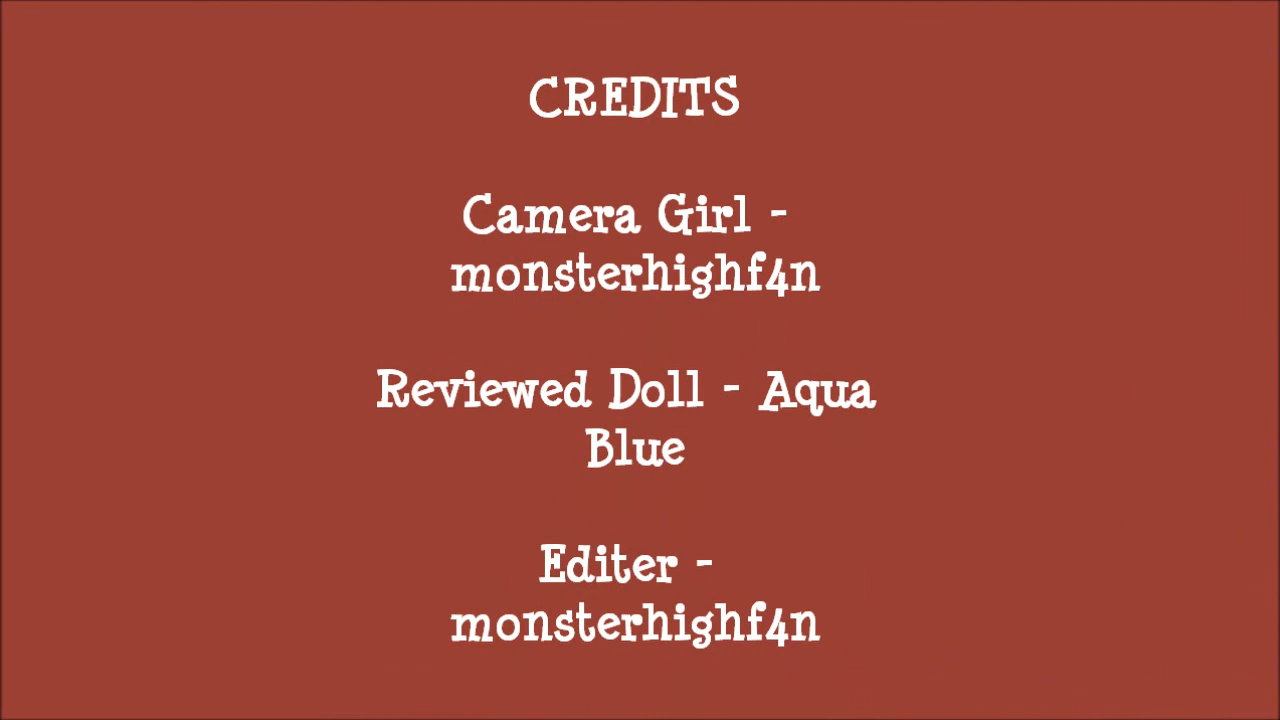 CREDITS
Camera Girl -
monsterhighf4n
Reviewed Doll - Aqua
Blue
Editer -
monsterhighf4n